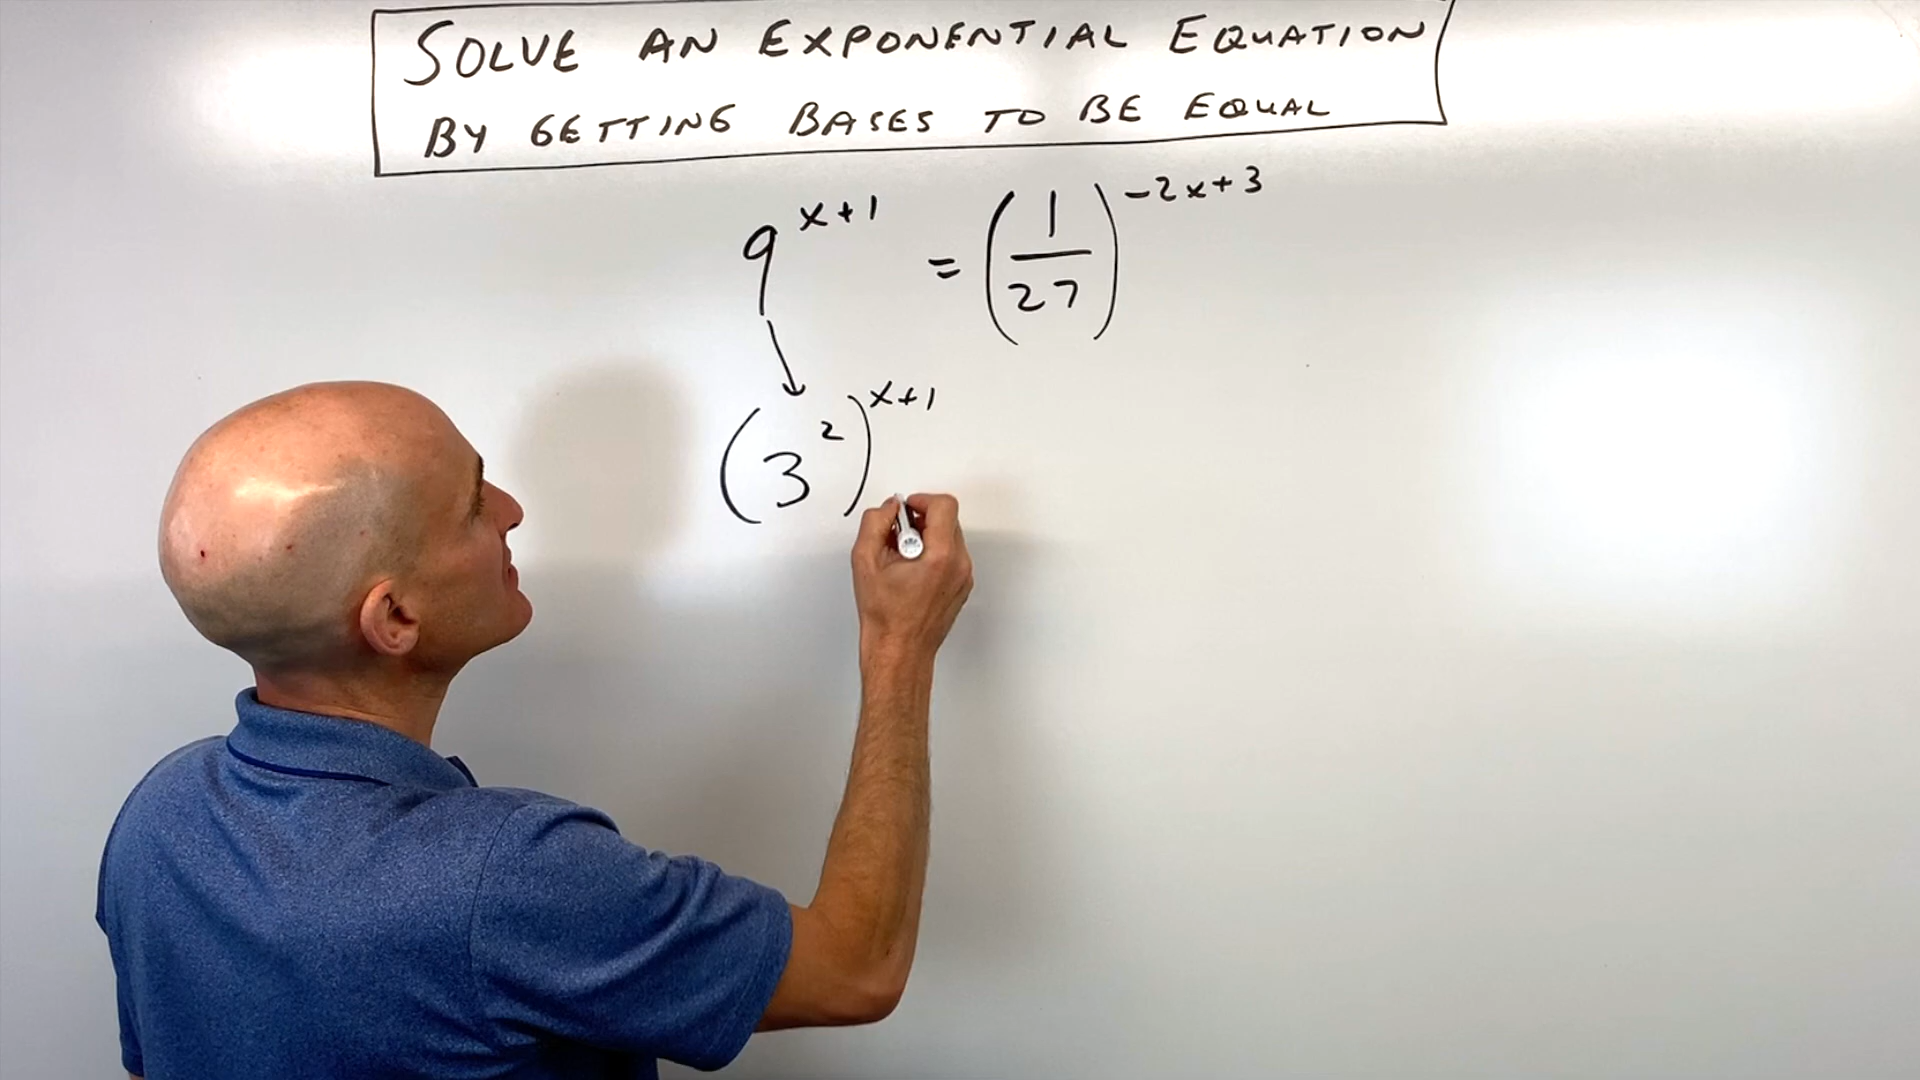 SOLVE AN EXPONENTIAL EQUATION
BY GETTING BASES TO BE EQUAL
9^{x+1} = (1/27)^{-2x+3}
(3^2)^{x+1}